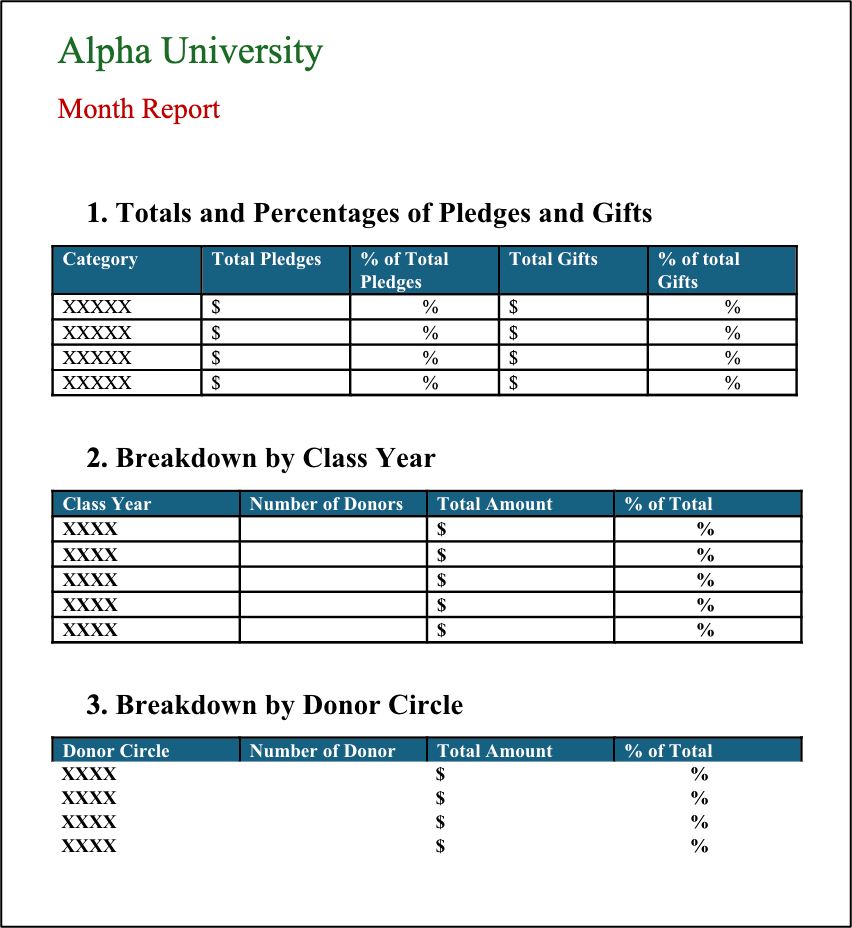 Alpha University
Month Report
1. Totals and Percentages of Pledges and Gifts
Category Total Pledges % of Total Pledges Total Gifts % of total Gifts
XXXXX $ % $ %
XXXXX $ % $ %
XXXXX $ % $ %
XXXXX $ % $ %
2. Breakdown by Class Year
Class Year Number of Donors Total Amount % of Total
XXXX $ %
XXXX $ %
XXXX $ %
XXXX $ %
XXXX $ %
3. Breakdown by Donor Circle
Donor Circle Number of Donor Total Amount % of Total
XXXX $ %
XXXX $ %
XXXX $ %
XXXX $ %